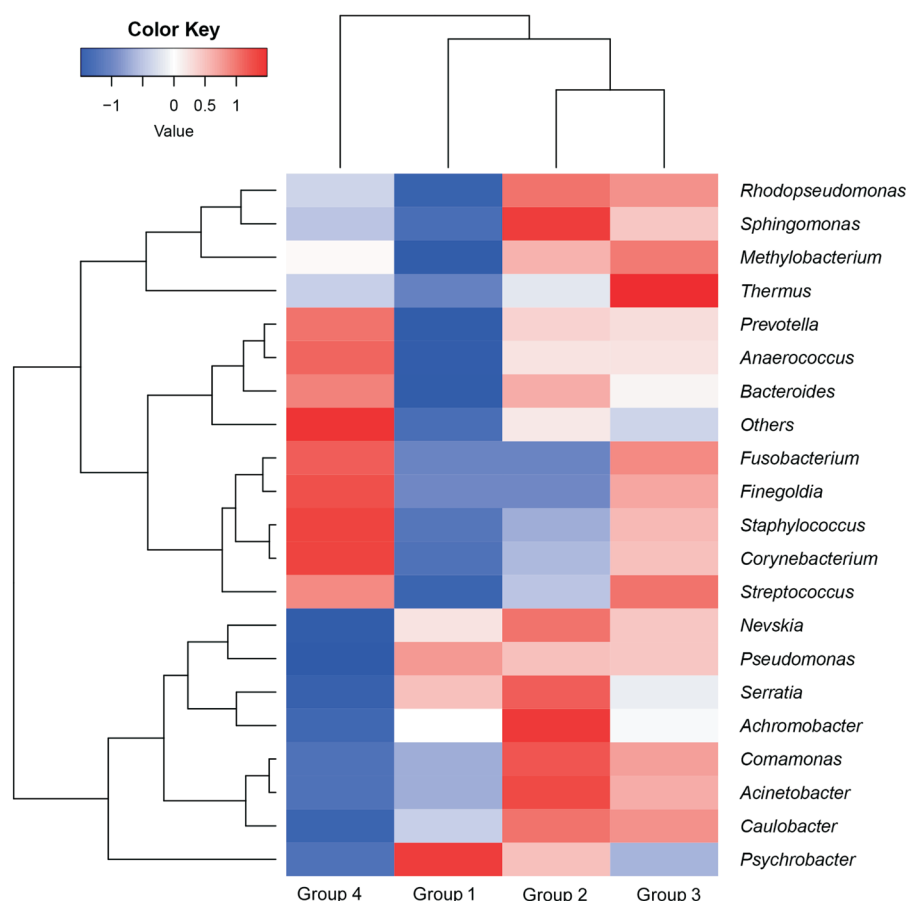 Color Key
−1 0 0.5 1
Value
Rhodopseudomonas
Sphingomonas
Methylobacterium
Thermus
Prevotella
Anaerococcus
Bacteroides
Others
Fusobacterium
Finegoldia
Staphylococcus
Corynebacterium
Streptococcus
Nevskia
Pseudomonas
Serratia
Achromobacter
Comamonas
Acinetobacter
Caulobacter
Psychrobacter
Group 4 Group 1 Group 2 Group 3